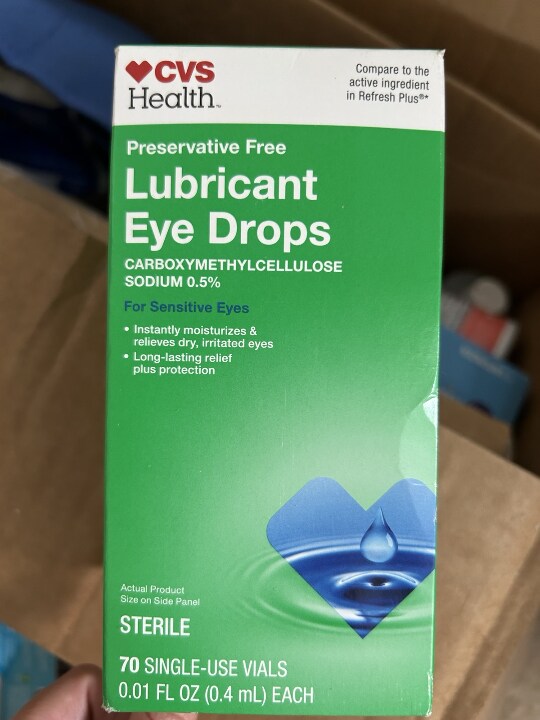 CVS
Health™
Compare to the
active ingredient
in Refresh Plus®*
Preservative Free
Lubricant
Eye Drops
CARBOXYMETHYLCELLULOSE
SODIUM 0.5%
For Sensitive Eyes
• Instantly moisturizes &
relieves dry, irritated eyes
• Long-lasting relief
plus protection
Actual Product
Size on Side Panel
STERILE
70 SINGLE-USE VIALS
0.01 FL OZ (0.4 mL) EACH